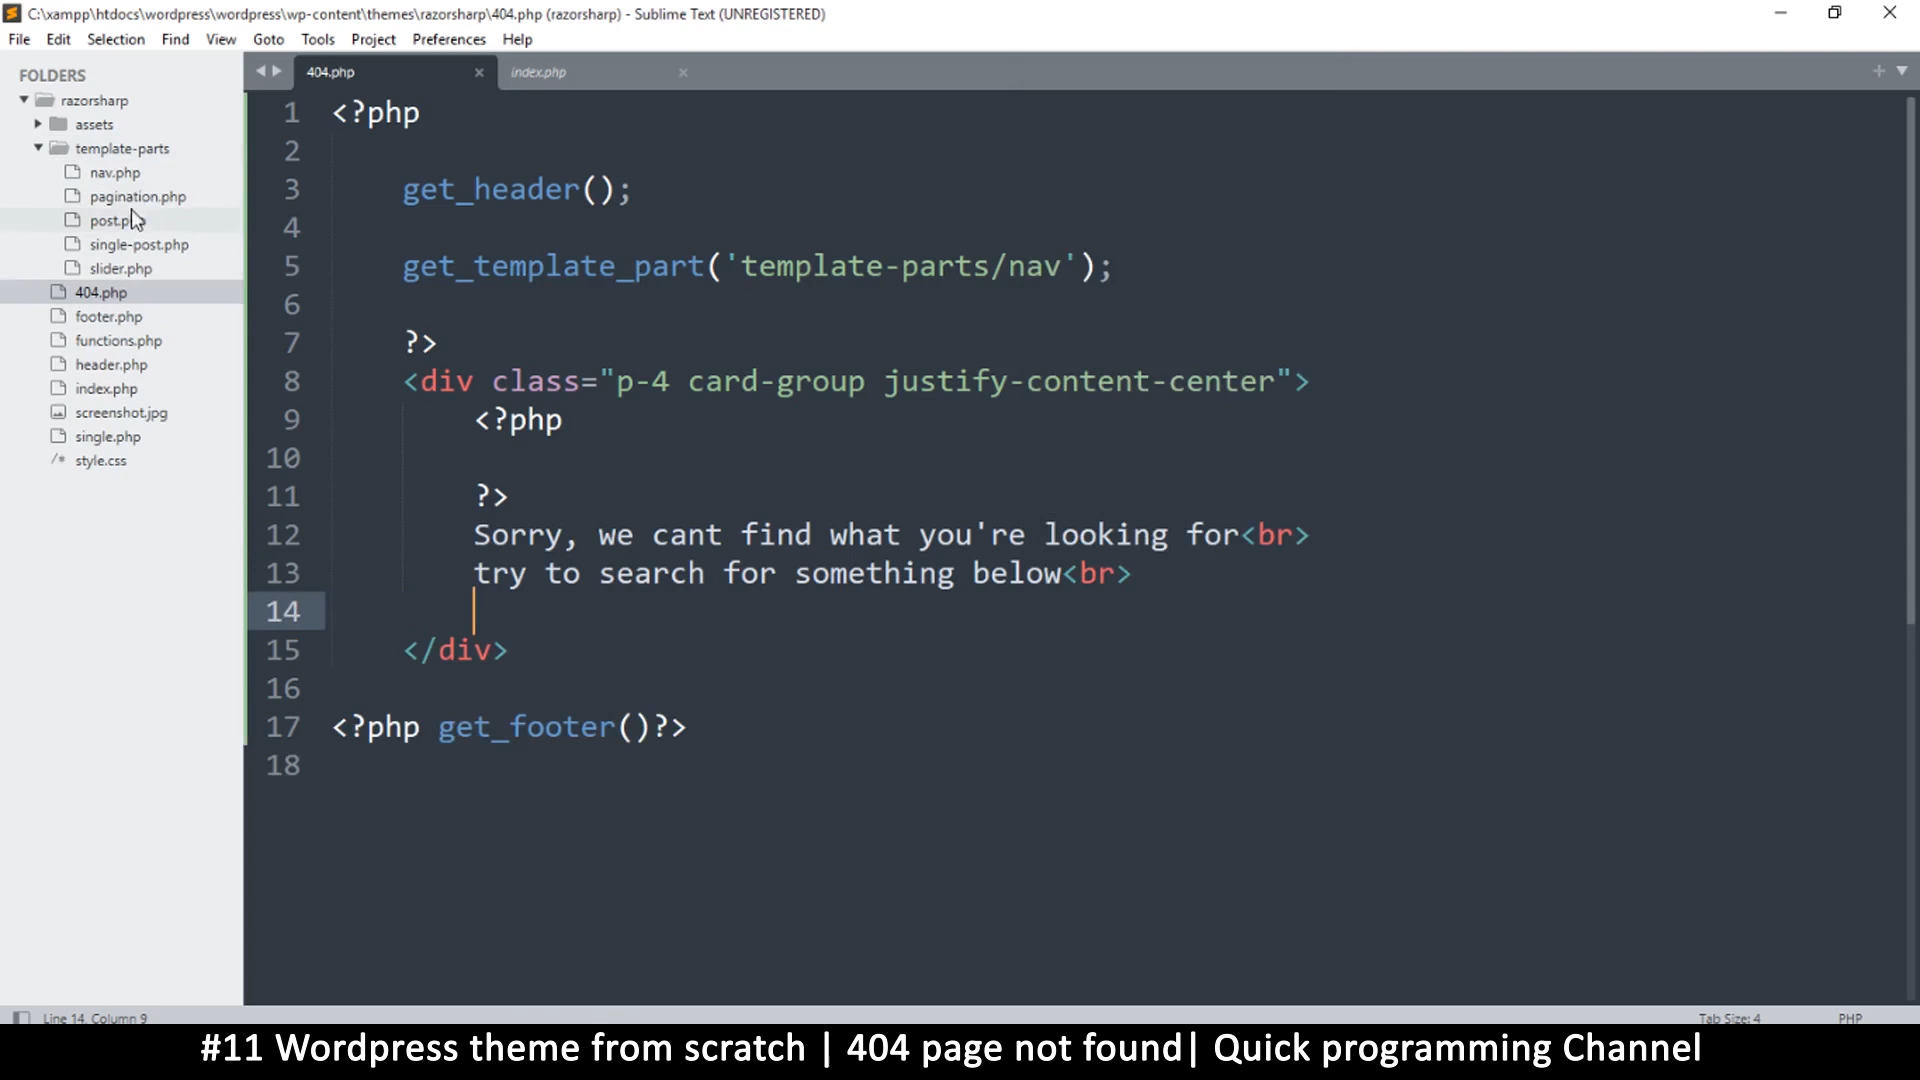 C:\xampp\htdocs\wordpress\wordpress\wp-content\themes\razorsharp\404.php (razorsharp) - Sublime Text (UNREGISTERED)
File Edit Selection Find View Goto Tools Project Preferences Help
FOLDERS
razorsharp
assets
template-parts
nav.php
pagination.php
single-post.php
slider.php
404.php
footer.php
functions.php
header.php
index.php
screenshot.jpg
single.php
/* style.css
404.php index.php
1 <?php
2
3 get_header();
4
5 get_template_part('template-parts/nav');
6
7 ?>
8 <div class="p-4 card-group justify-content-center">
9 <?php
10
11 ?>
12 Sorry, we cant find what you're looking for<br>
13 try to search for something below<br>
14
15 </div>
16
17 <?php get_footer()?>
18
Line 14, Column 9 Tab Size: 4 PHP
#11 Wordpress theme from scratch | 404 page not found| Quick programming Channel